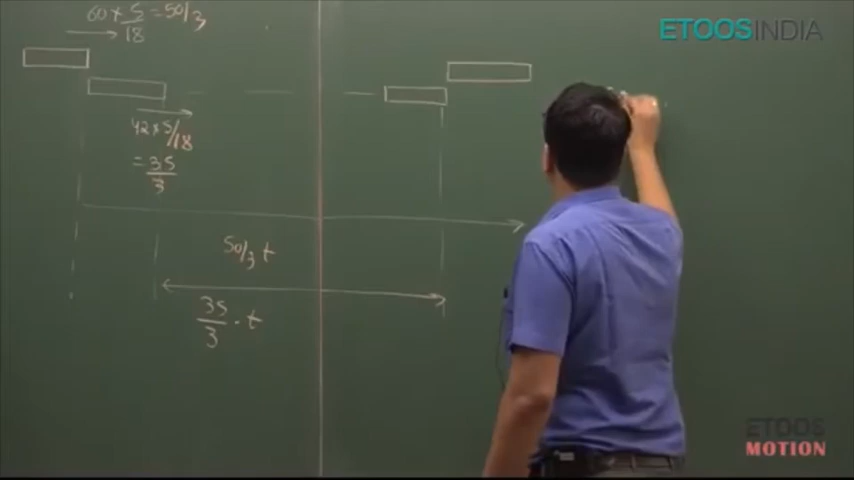 60 × 5/18 = 50/3
42 × 5/18
= 35/3
50/3 t
35/3 · t
ETOOSINDIA
ETOOS
MOTION